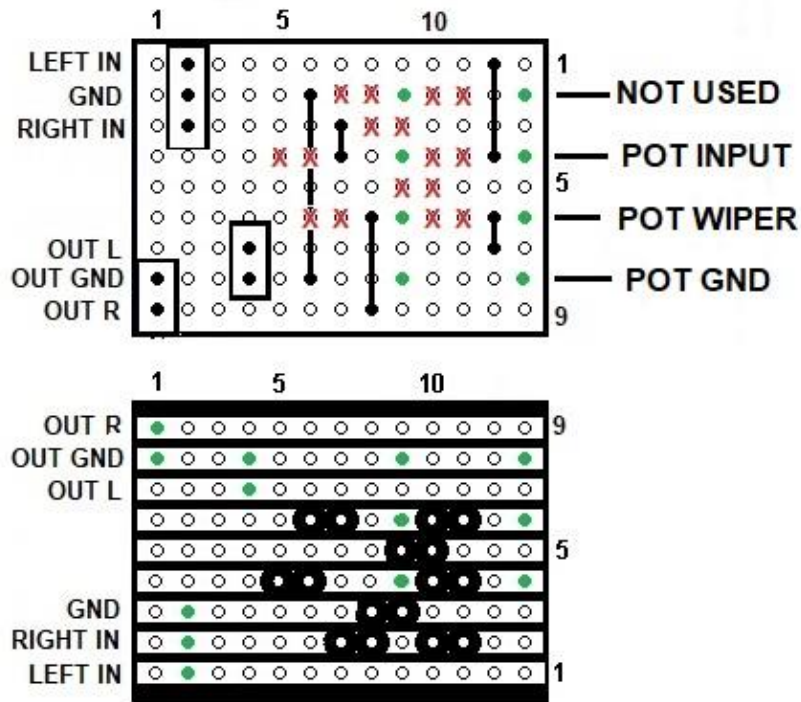 1 5 10
LEFT IN 1
GND NOT USED
RIGHT IN
POT INPUT
5
POT WIPER
OUT L
OUT GND POT GND
OUT R 9
1 5 10
OUT R 9
OUT GND
OUT L
5
GND
RIGHT IN
LEFT IN 1